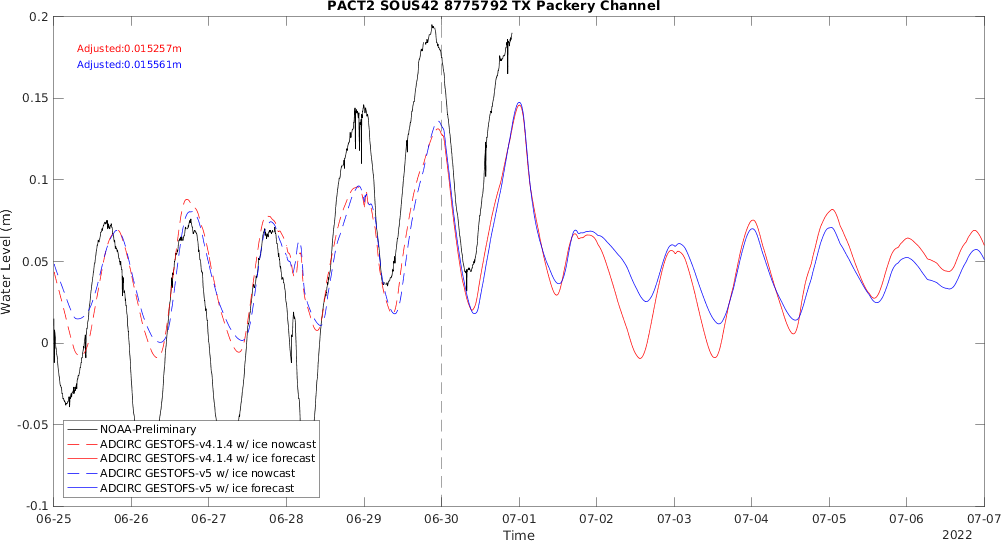 PACT2 SOUS42 8775792 TX Packery Channel
Adjusted:0.015257m
Adjusted:0.015561m
Water Level (m)
0.2
0.15
0.1
0.05
0
-0.05
-0.1
NOAA-Preliminary
ADCIRC GESTOFS-v4.1.4 w/ ice nowcast
ADCIRC GESTOFS-v4.1.4 w/ ice forecast
ADCIRC GESTOFS-v5 w/ ice nowcast
ADCIRC GESTOFS-v5 w/ ice forecast
06-25 06-26 06-27 06-28 06-29 06-30 07-01 07-02 07-03 07-04 07-05 07-06 07-07
Time
2022